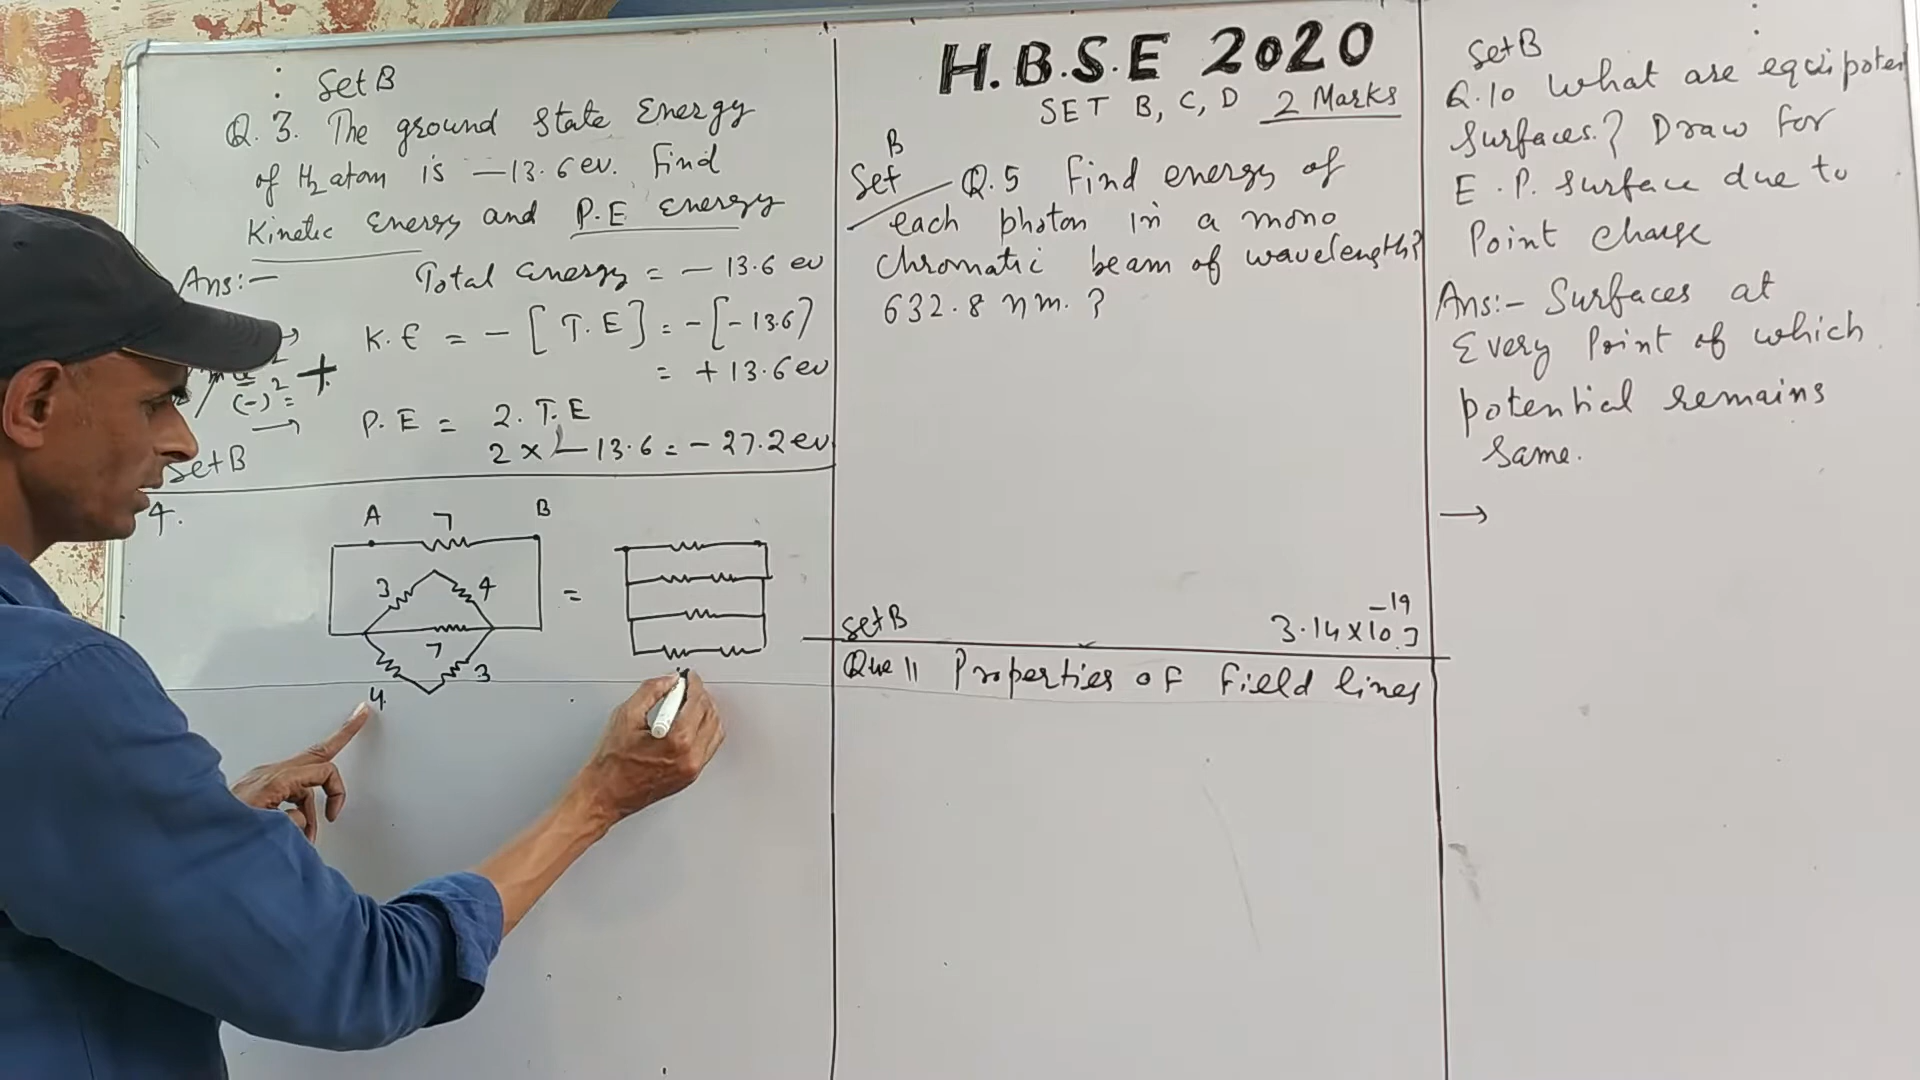 Set B
Q. 3. The ground State Energy
of H2 atom is -13.6 ev. Find
Kinetic Energy and P.E Energy
Ans:- Total energy = - 13.6 ev
K.E = - [T.E] = - [-13.6]
= + 13.6 ev
(-)² = +
P.E = 2. T.E
2 x - 13.6 = - 27.2 ev
Set B
4.
A 7 B
3 4
7
4 3
=
H.B.S.E 2020
SET B, C, D 2 Marks
B
Set Q.5 Find energy of
each photon in a mono
chromatic beam of wavelength?
632.8 nm. ?
3.14 x 10-19 J
Set B
Que 11 Properties of field lines
Set B
Q.10 What are equipoten
Surfaces.? Draw for
E.P. Surface due to
Point charge
Ans:- Surfaces at
Every Point of which
potential remains
Same.
→